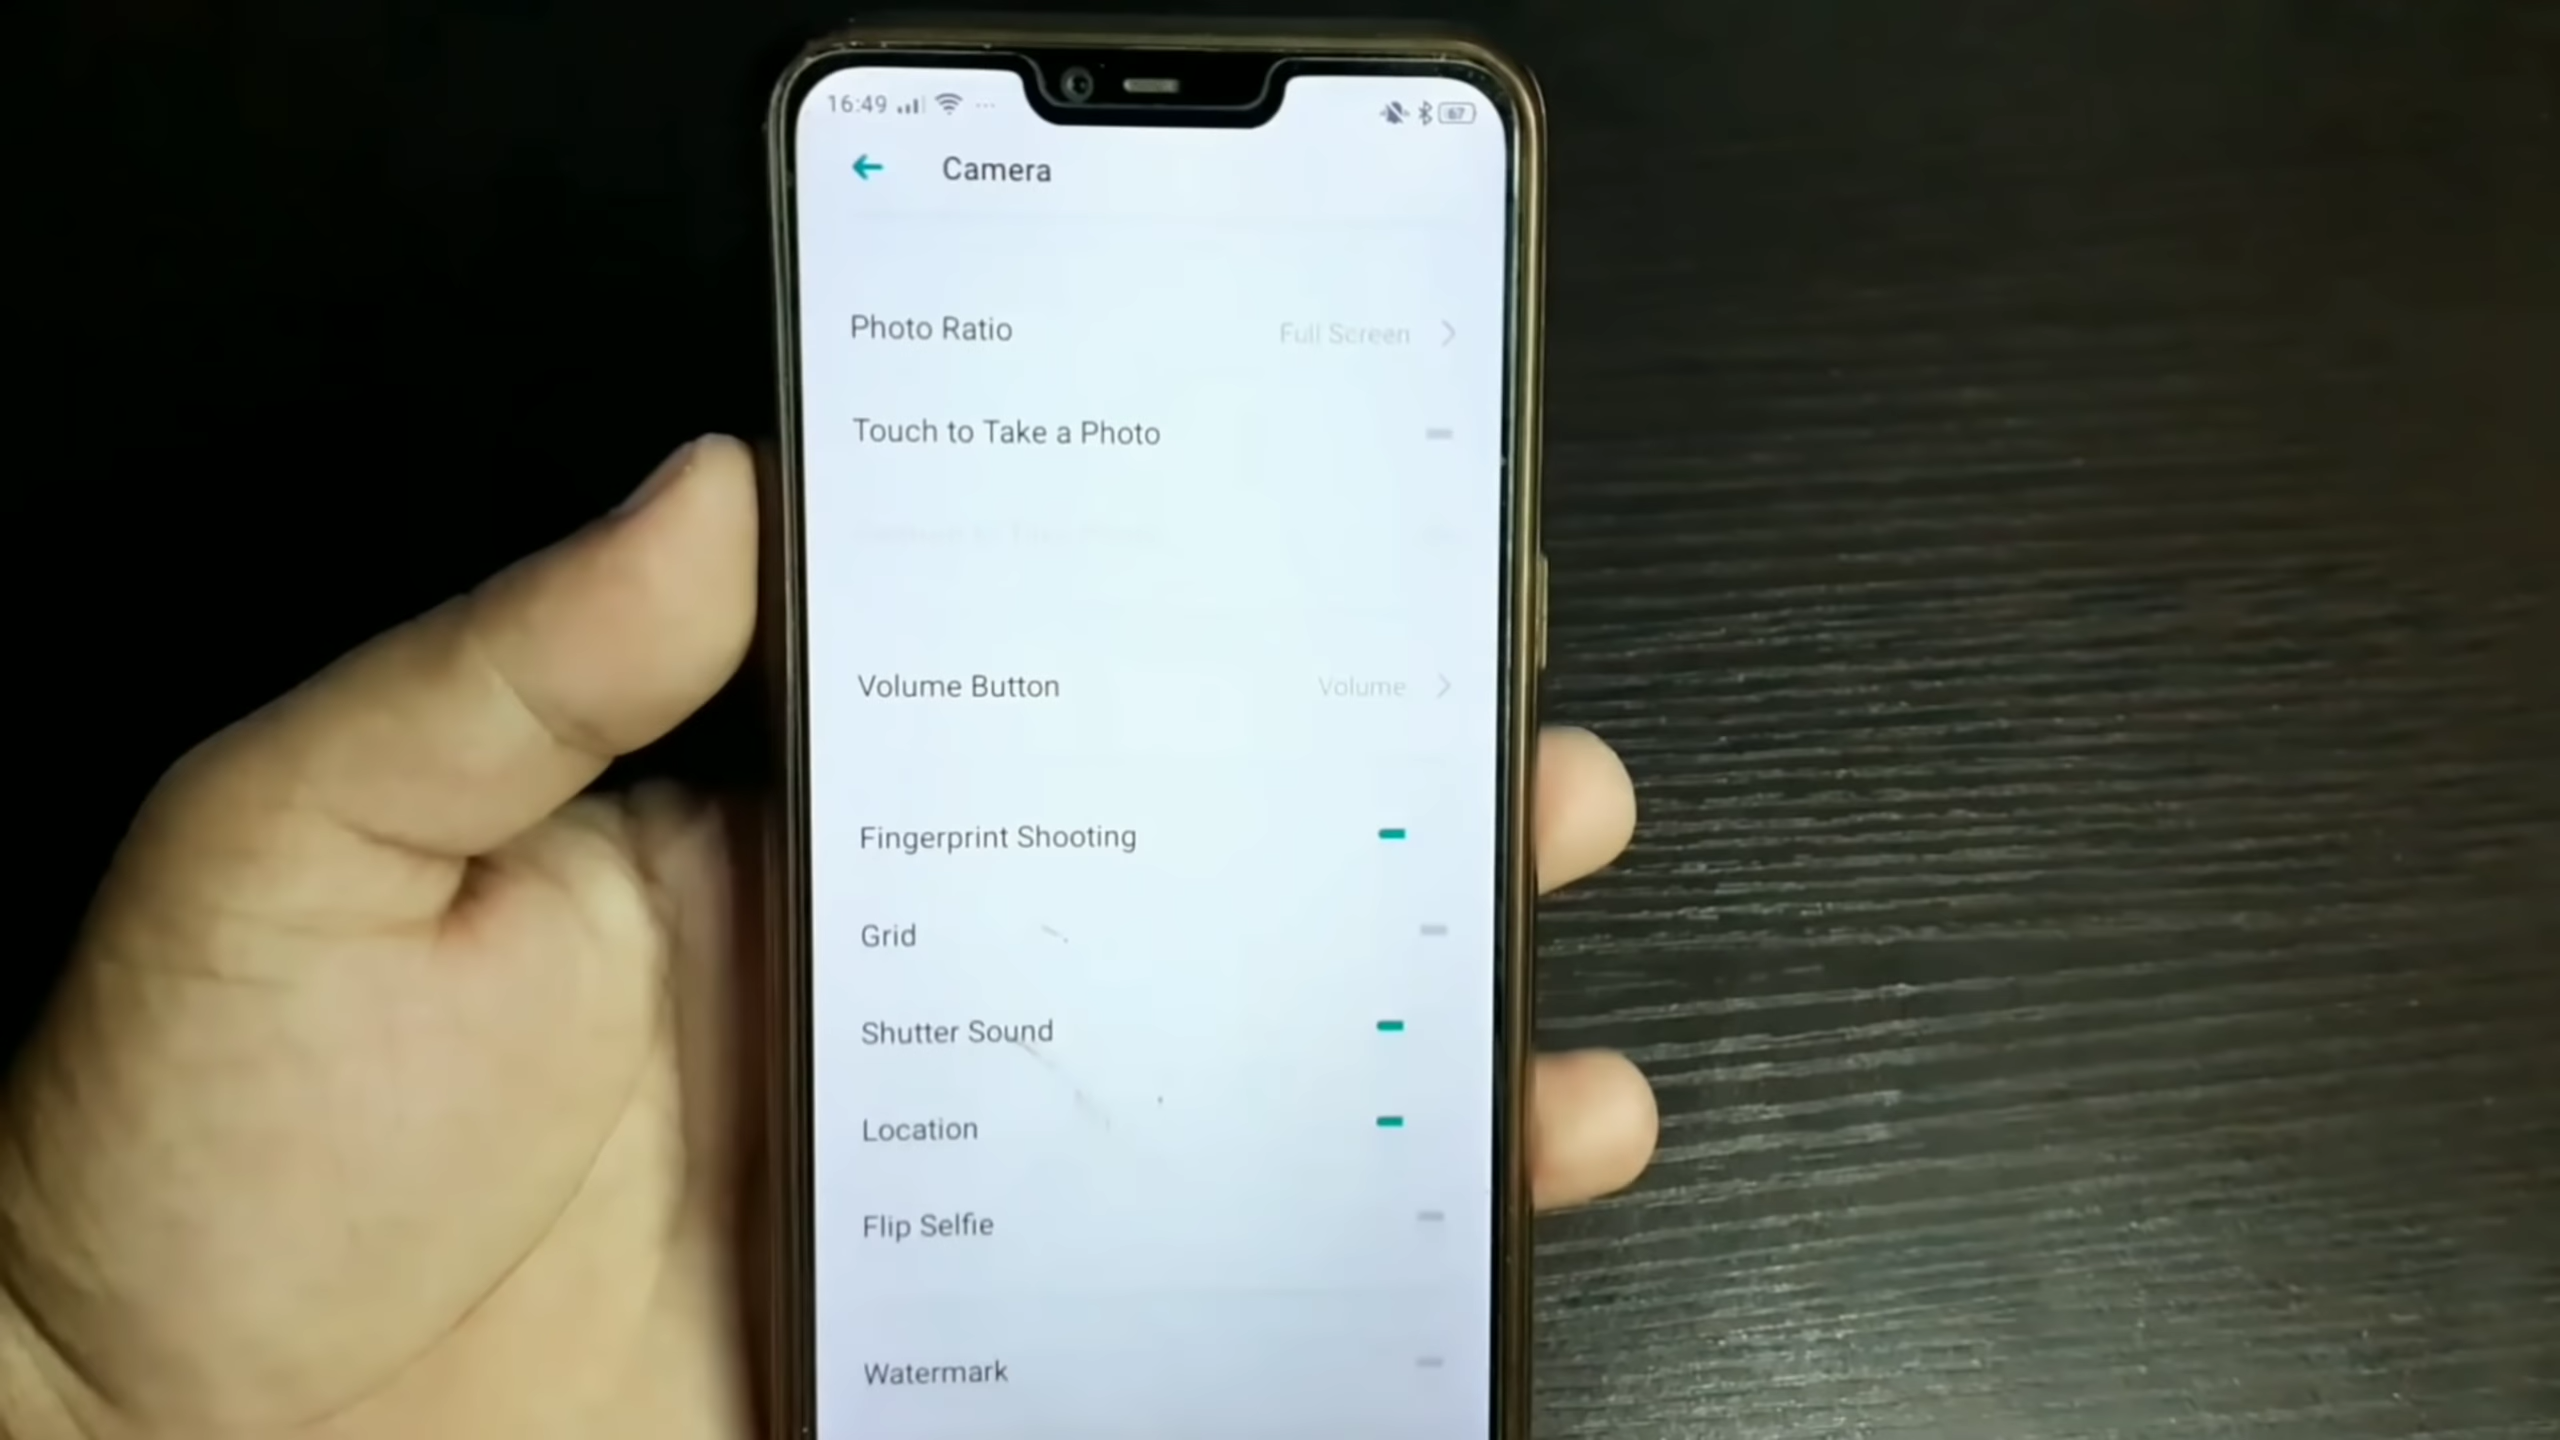 16:49
67
Camera
Photo Ratio Full Screen
Touch to Take a Photo
Volume Button Volume
Fingerprint Shooting
Grid
Shutter Sound
Location
Flip Selfie
Watermark